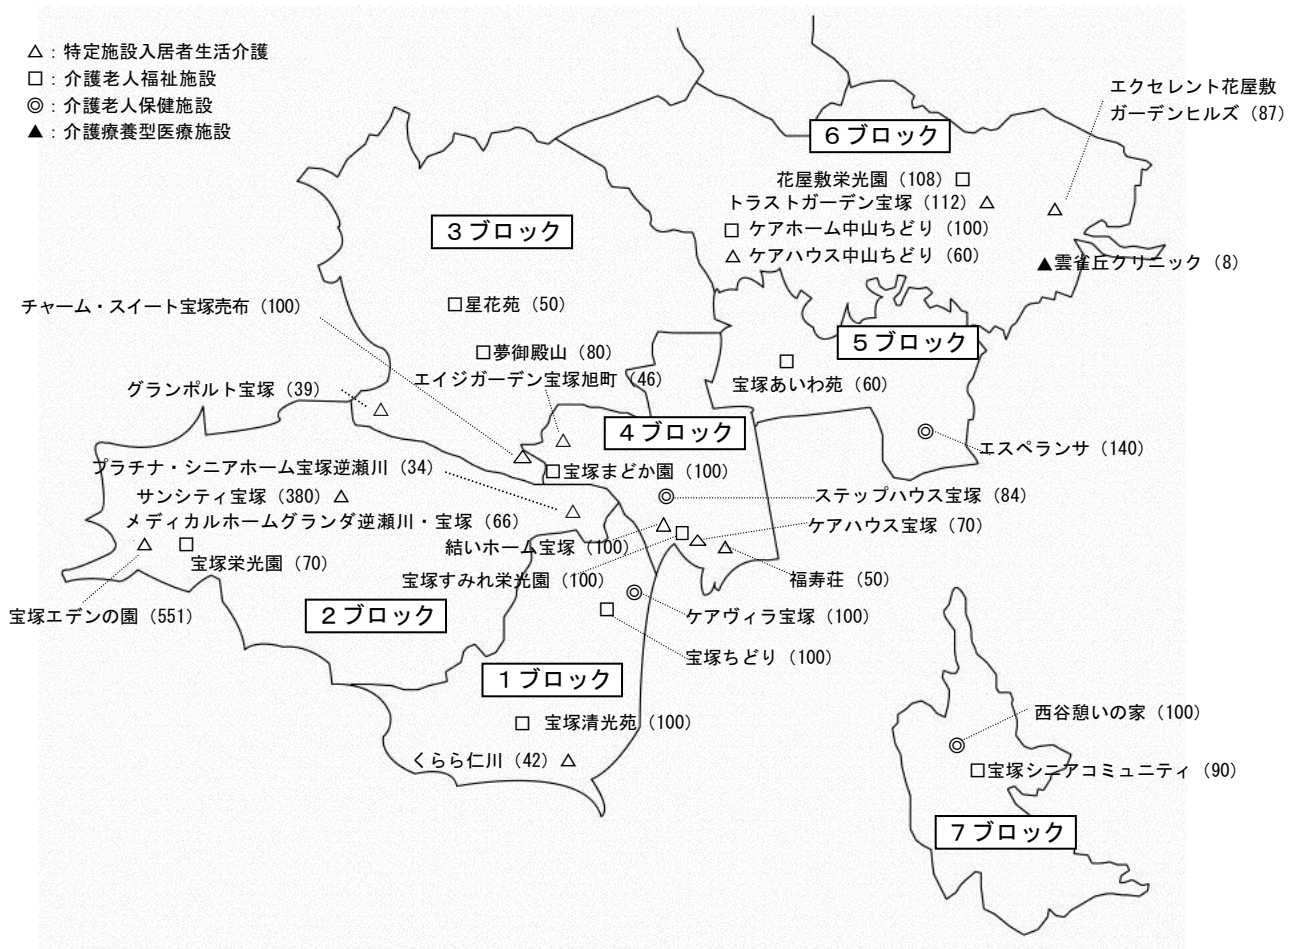 △：特定施設入居者生活介護
□：介護老人福祉施設
◎：介護老人保健施設
▲：介護療養型医療施設
エクセレント花屋敷
ガーデンヒルズ（87）
６ブロック
花屋敷栄光園（108）□
トラストガーデン宝塚（112）△
□ ケアホーム中山ちどり（100）
△ ケアハウス中山ちどり（60）
▲雲雀丘クリニック（8）
３ブロック
チャーム・スイート宝塚売布（100）
□星花苑（50）
５ブロック
□夢御殿山（80）
エイジガーデン宝塚旭町（46）
宝塚あいわ苑（60）
グランポルト宝塚（39）
４ブロック
エスペランサ（140）
プラチナ・シニアホーム宝塚逆瀬川（34）
□宝塚まどか園（100）
サンシティ宝塚（380）△
ステップハウス宝塚（84）
メディカルホームグランダ逆瀬川・宝塚（66）
ケアハウス宝塚（70）
結いホーム宝塚（100）
宝塚栄光園（70）
宝塚すみれ栄光園（100）
福寿荘（50）
宝塚エデンの園（551）
２ブロック
ケアヴィラ宝塚（100）
宝塚ちどり（100）
１ブロック
□ 宝塚清光苑（100）
くらら仁川（42）△
西谷憩いの家（100）
□宝塚シニアコミュニティ（90）
７ブロック